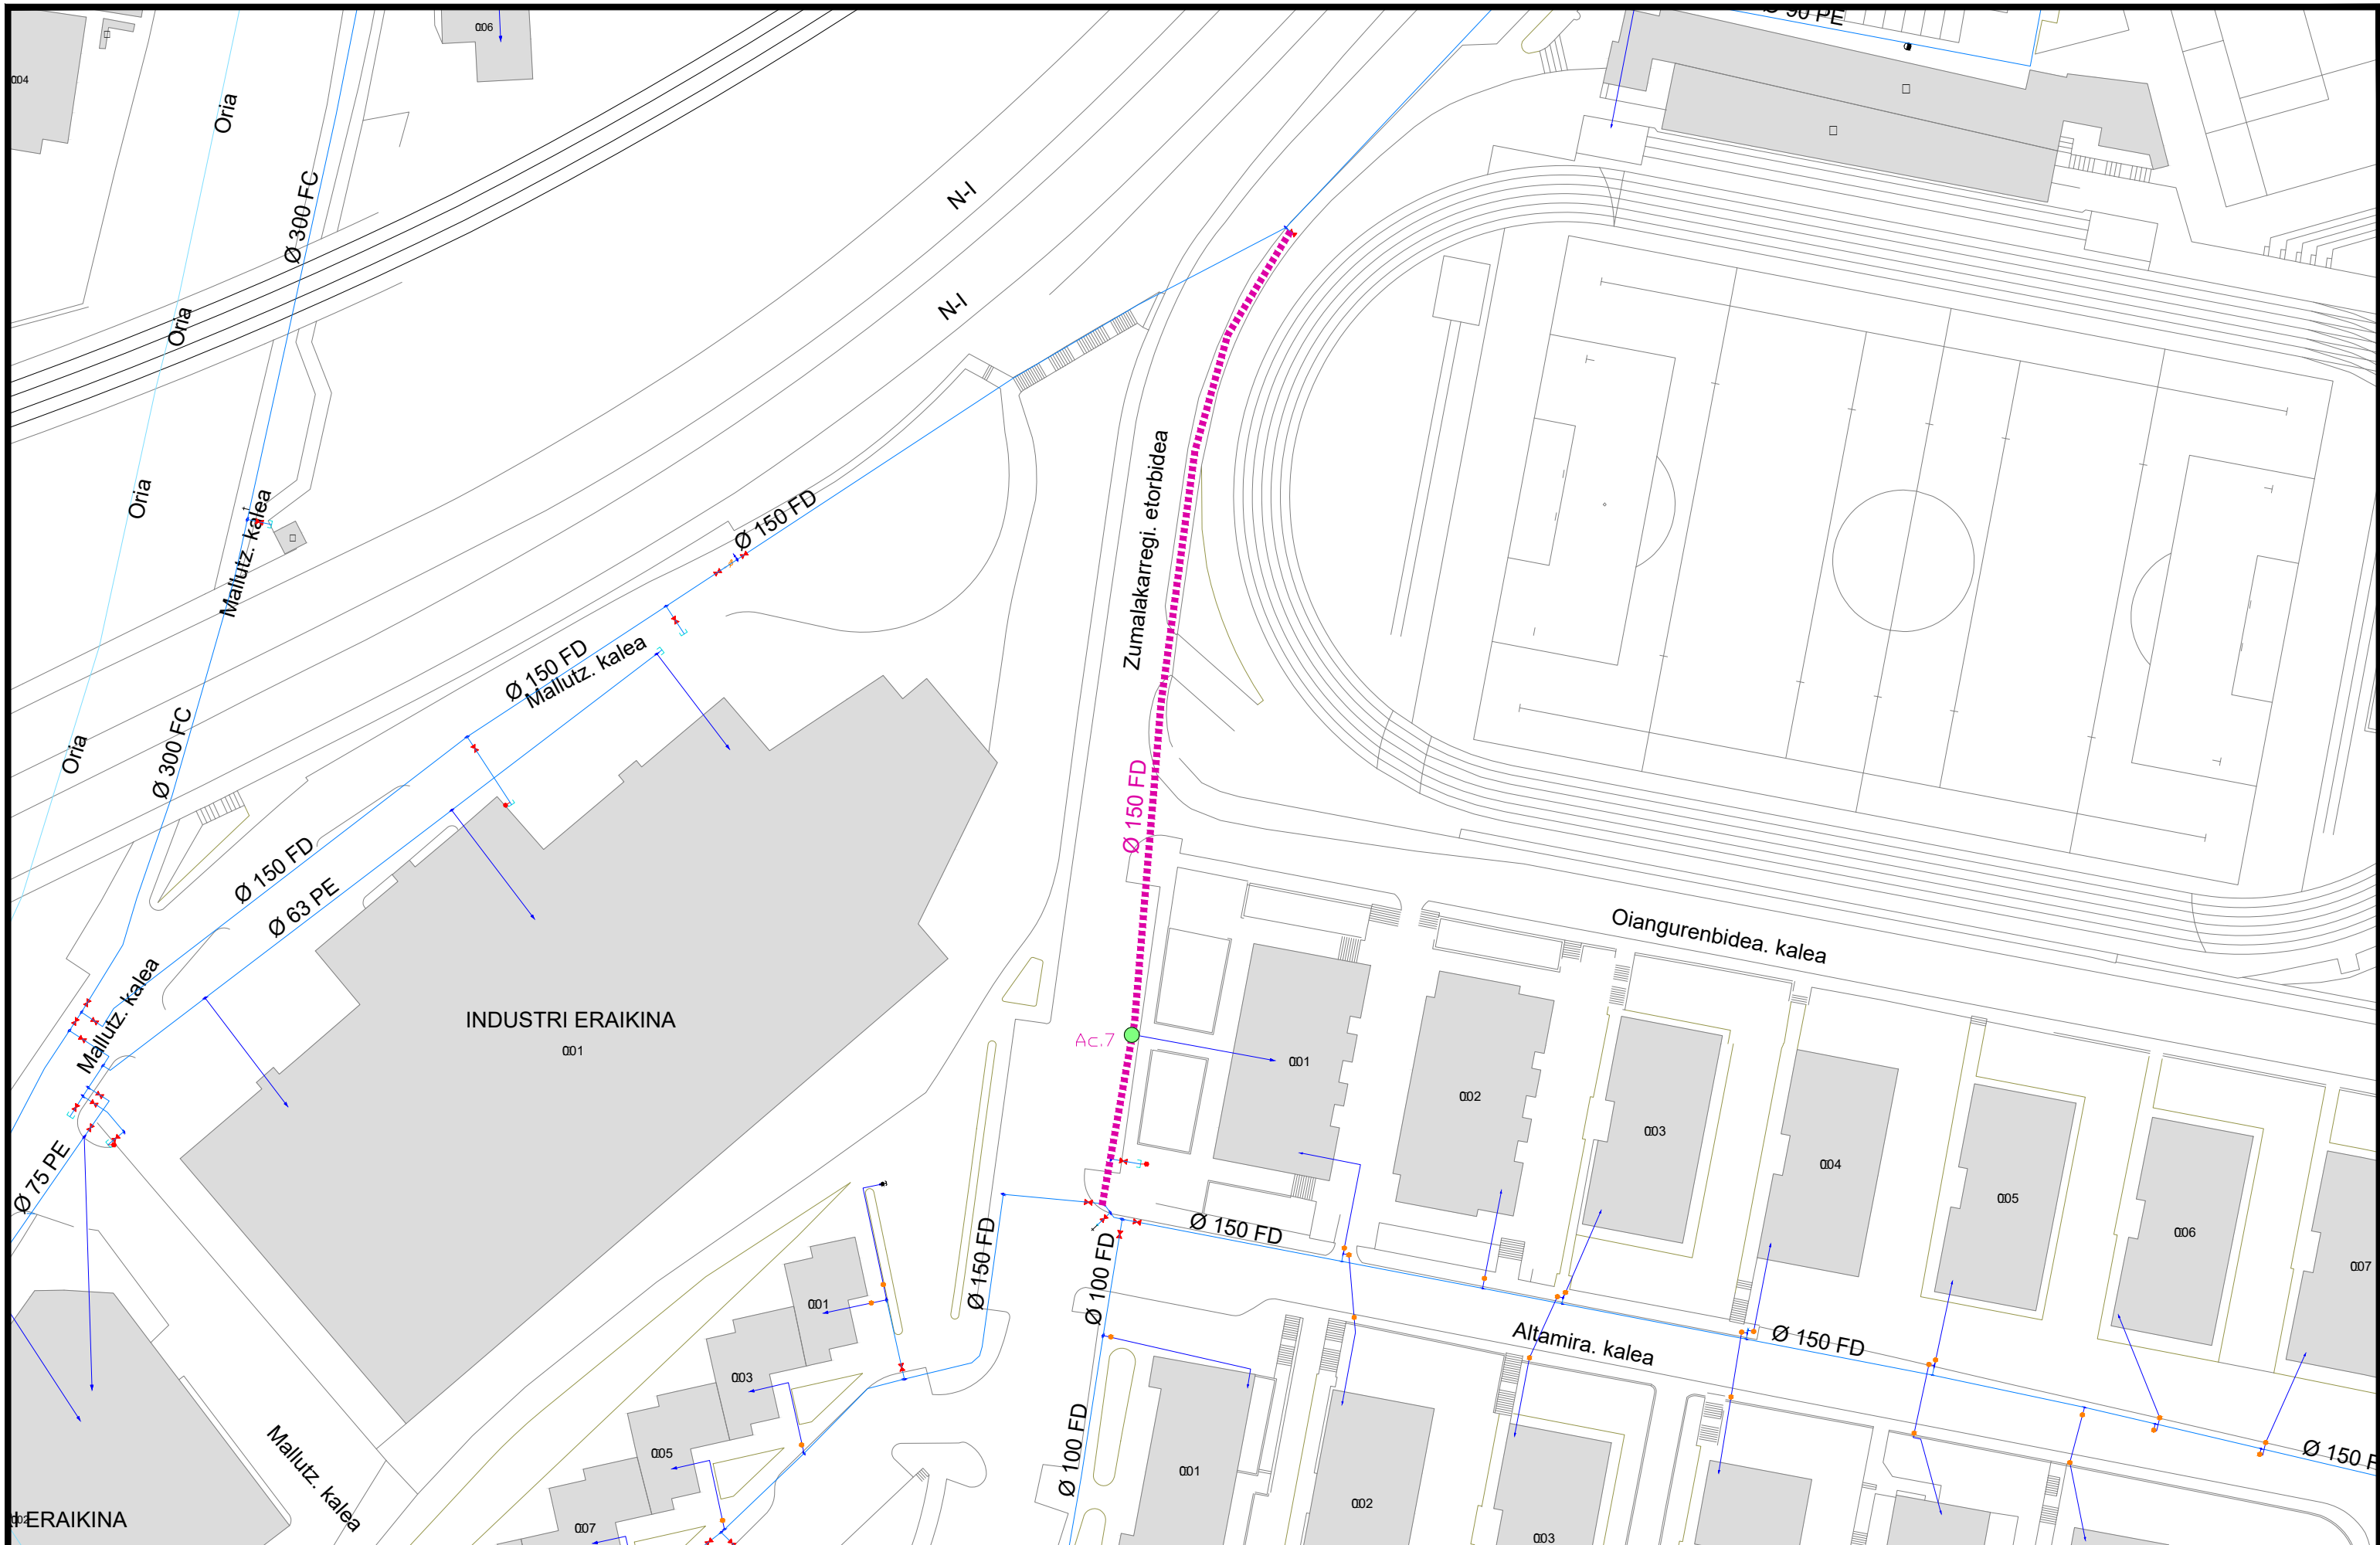 Ø 90 PE
006
004
Oria
Ø 300 FC
N-I
Oria
N-I
Oria
Mallutz. kalea
Ø 150 FD
Zumalakarregi. etorbidea
Ø 150 FD
Mallutz. kalea
Oria
Ø 300 FC
Ø 150 FD
Ø 150 FD
Ø 63 PE
Oiangurenbidea. kalea
Mallutz. kalea
INDUSTRI ERAIKINA
001
Ac.7
001
002
003
004
005
006
007
Ø 75 PE
Ø 150 FD
Ø 150 FD
Ø 100 FD
Altamira. kalea
Ø 150 FD
001
003
005
007
Ø 100 FD
001
002
003
Ø 150 F
Mallutz. kalea
ERAIKINA
002